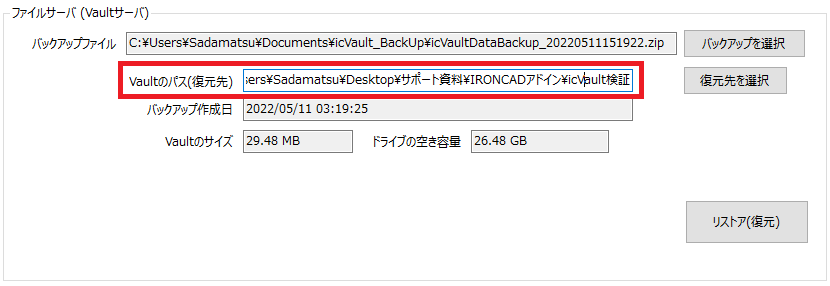 ファイルサーバ (Vaultサーバ)
バックアップファイル C:¥Users¥Sadamatsu¥Documents¥icVault_BackUp¥icVaultDataBackup_20220511151922.zip バックアップを選択
Vaultのパス(復元先) sers¥Sadamatsu¥Desktop¥サポート資料¥IRONCADアドイン¥icVault検証 復元先を選択
バックアップ作成日 2022/05/11 03:19:25
Vaultのサイズ 29.48 MB ドライブの空き容量 26.48 GB
リストア(復元)